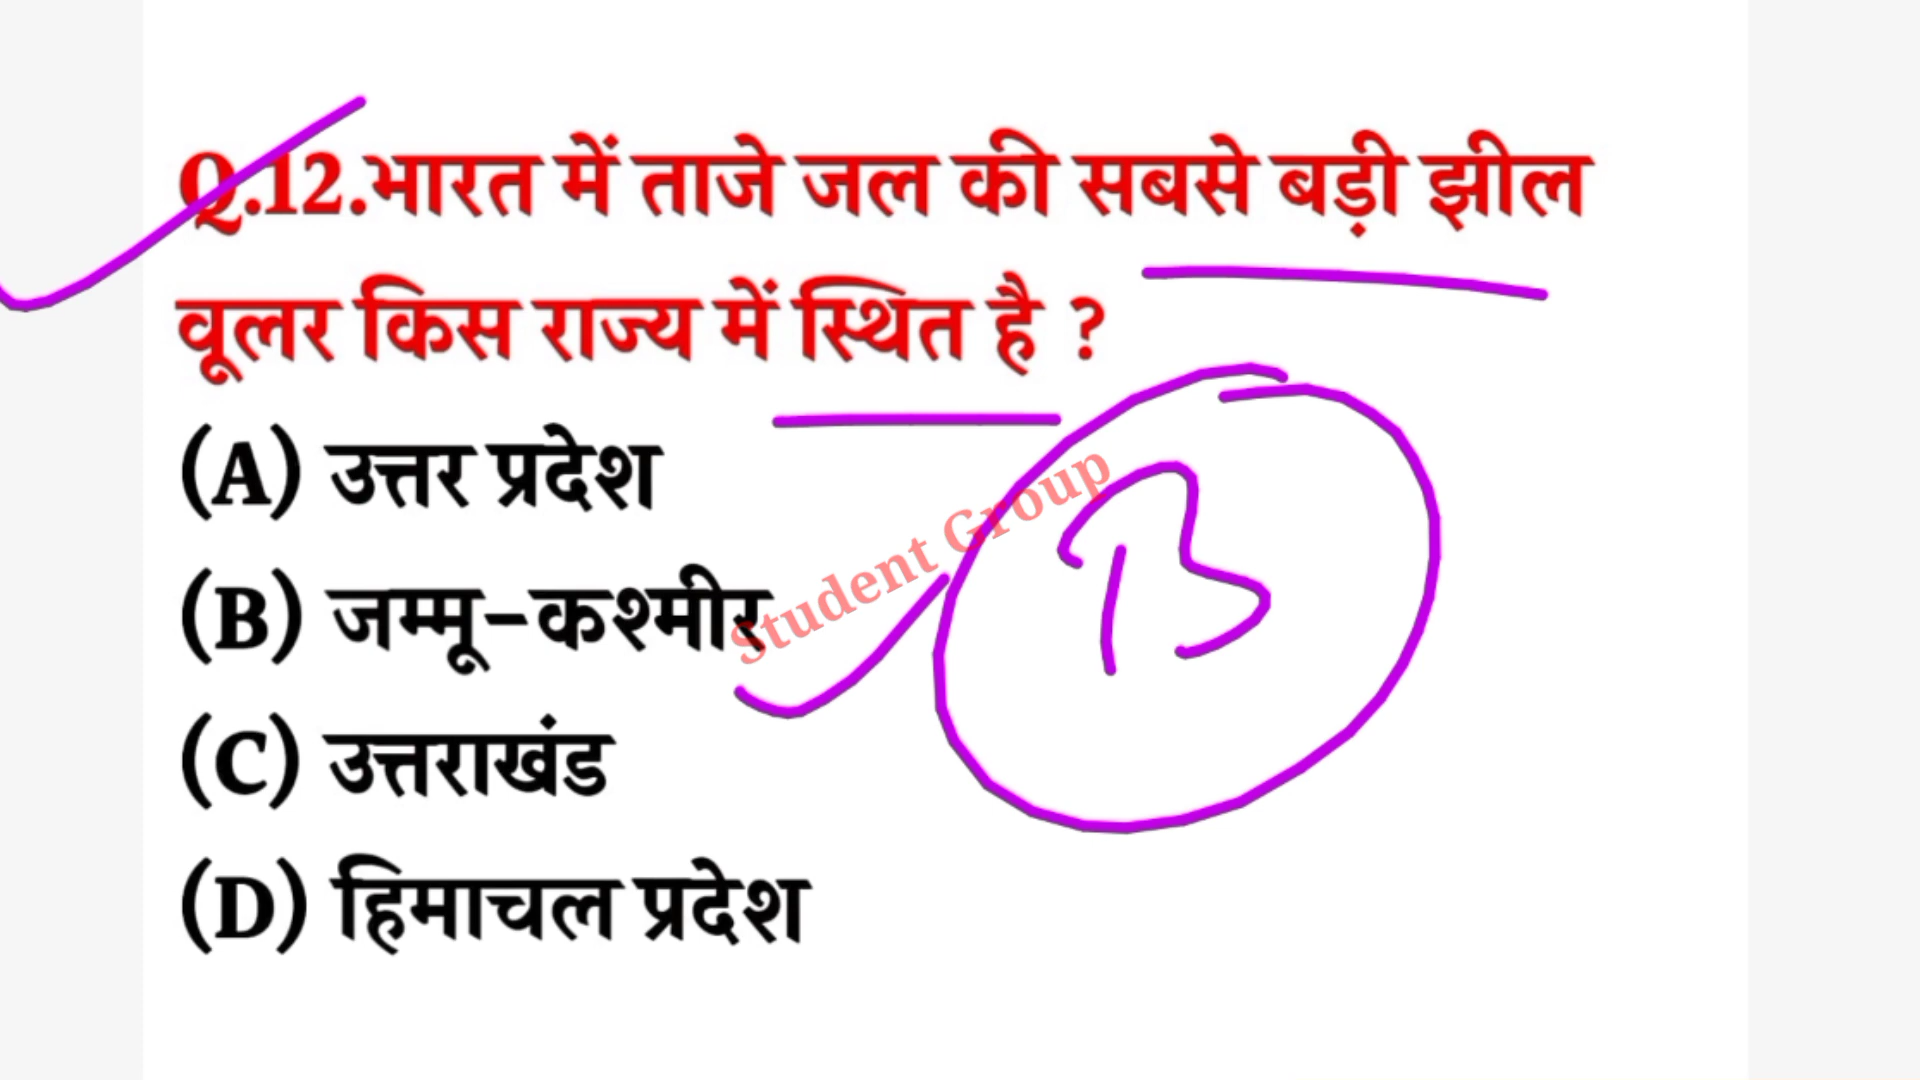 Q.12.भारत में ताजे जल की सबसे बड़ी झील
वूलर किस राज्य में स्थित है ?
(A) उत्तर प्रदेश
(B) जम्मू-कश्मीर
(C) उत्तराखंड
(D) हिमाचल प्रदेश
Student Group
B